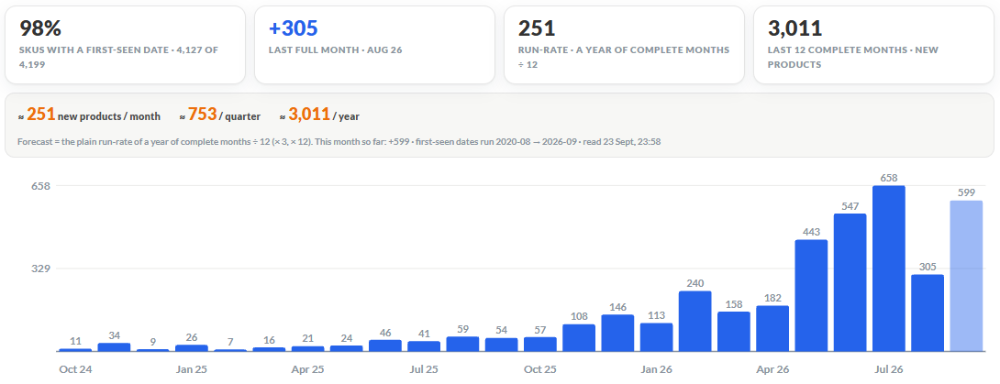 98%
SKUS WITH A FIRST-SEEN DATE · 4,127 OF
4,199
+305
LAST FULL MONTH · AUG 26
251
RUN-RATE · A YEAR OF COMPLETE MONTHS
÷ 12
3,011
LAST 12 COMPLETE MONTHS · NEW
PRODUCTS
≈ 251 new products / month ≈ 753 / quarter ≈ 3,011 / year
Forecast = the plain run-rate of a year of complete months ÷ 12 (× 3, × 12). This month so far: +599 · first-seen dates run 2020-08 → 2026-09 · read 23 Sept, 23:58
658
329
11
34
9
26
7
16
21
24
46
41
59
54
57
108
146
113
240
158
182
443
547
658
305
599
Oct 24
Jan 25
Apr 25
Jul 25
Oct 25
Jan 26
Apr 26
Jul 26